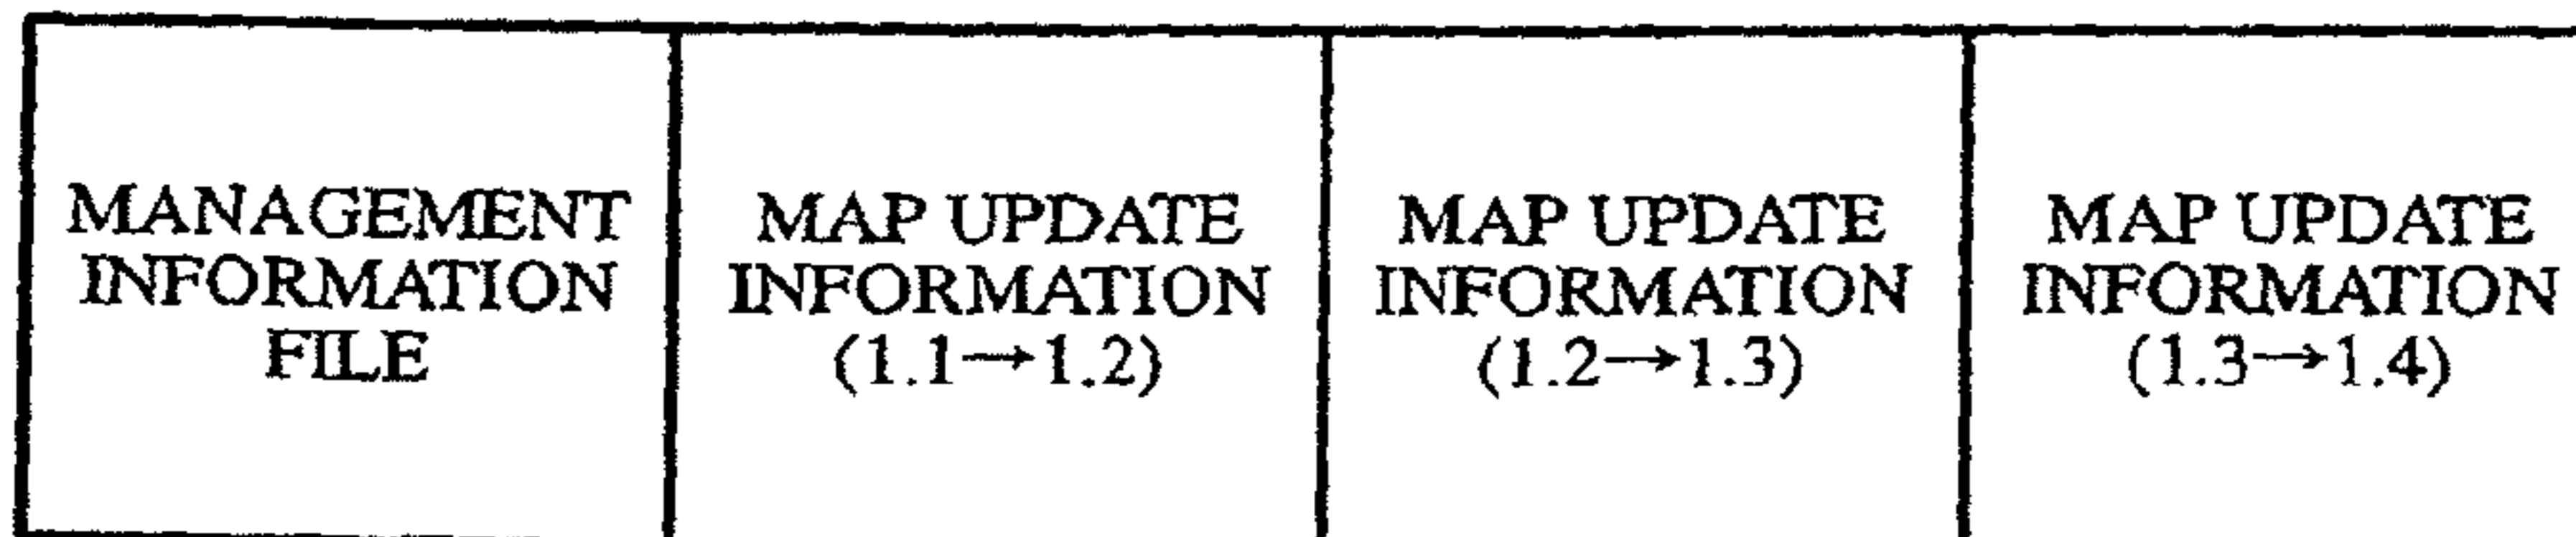 MANAGEMENT
INFORMATION
FILE
MAP UPDATE
INFORMATION
(1.1→1.2)
MAP UPDATE
INFORMATION
(1.2→1.3)
MAP UPDATE
INFORMATION
(1.3→1.4)